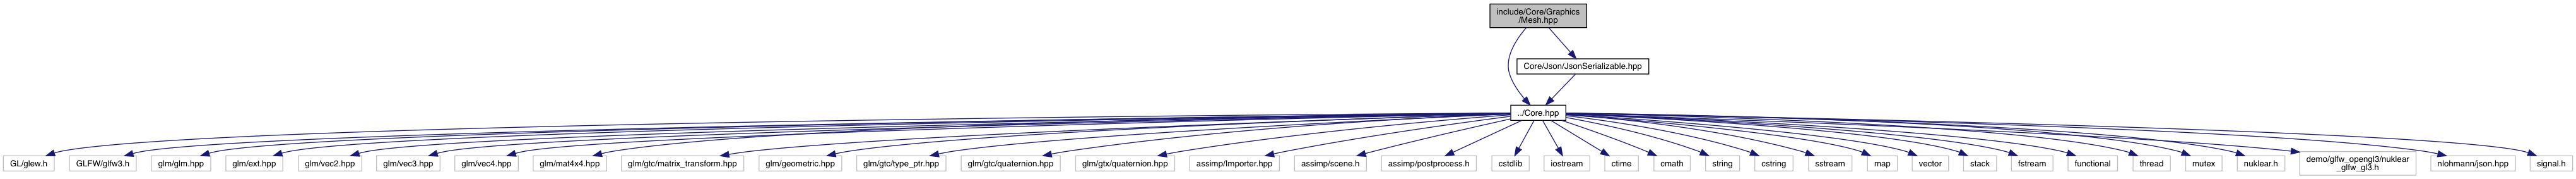 include/Core/Graphics
/Mesh.hpp
Core/Json/JsonSerializable.hpp
../Core.hpp
GL/glew.h
GLFW/glfw3.h
glm/glm.hpp
glm/ext.hpp
glm/vec2.hpp
glm/vec3.hpp
glm/vec4.hpp
glm/mat4x4.hpp
glm/gtc/matrix_transform.hpp
glm/geometric.hpp
glm/gtc/type_ptr.hpp
glm/gtc/quaternion.hpp
glm/gtx/quaternion.hpp
assimp/Importer.hpp
assimp/scene.h
assimp/postprocess.h
cstdlib
iostream
ctime
cmath
string
cstring
sstream
map
vector
stack
fstream
functional
thread
mutex
nuklear.h
demo/glfw_opengl3/nuklear
_glfw_gl3.h
nlohmann/json.hpp
signal.h